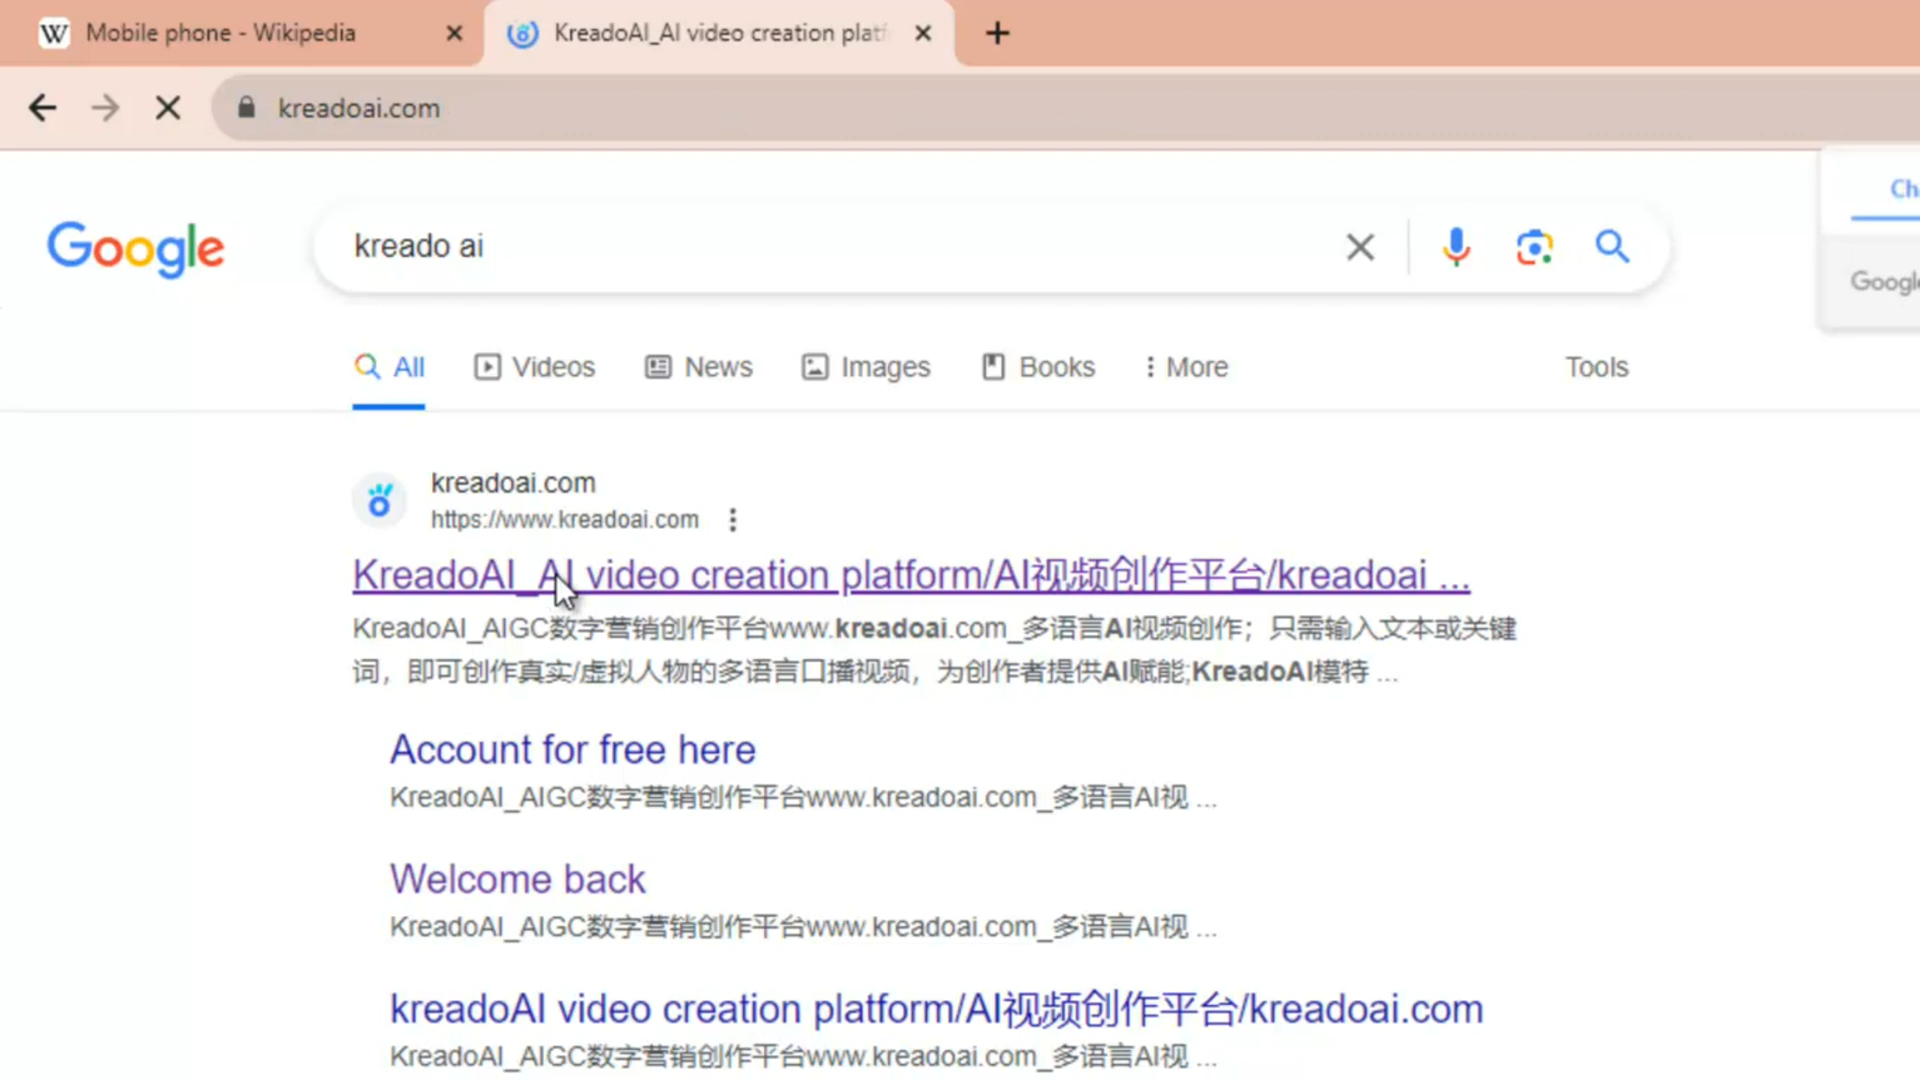 Mobile phone - Wikipedia
KreadoAI_AI video creation plat
kreadoai.com
Google
kreado ai
All
Videos
News
Images
Books
More
Tools
kreadoai.com
https://www.kreadoai.com
KreadoAI_AI video creation platform/AI视频创作平台/kreadoai ...
KreadoAI_AIGC数字营销创作平台www.kreadoai.com_多语言AI视频创作；只需输入文本或关键
词，即可创作真实/虚拟人物的多语言口播视频，为创作者提供AI赋能;KreadoAI模特 ...
Account for free here
KreadoAI_AIGC数字营销创作平台www.kreadoai.com_多语言AI视 ...
Welcome back
KreadoAI_AIGC数字营销创作平台www.kreadoai.com_多语言AI视 ...
kreadoAI video creation platform/AI视频创作平台/kreadoai.com
KreadoAI_AIGC数字营销创作平台www.kreadoai.com_多语言AI视 ...